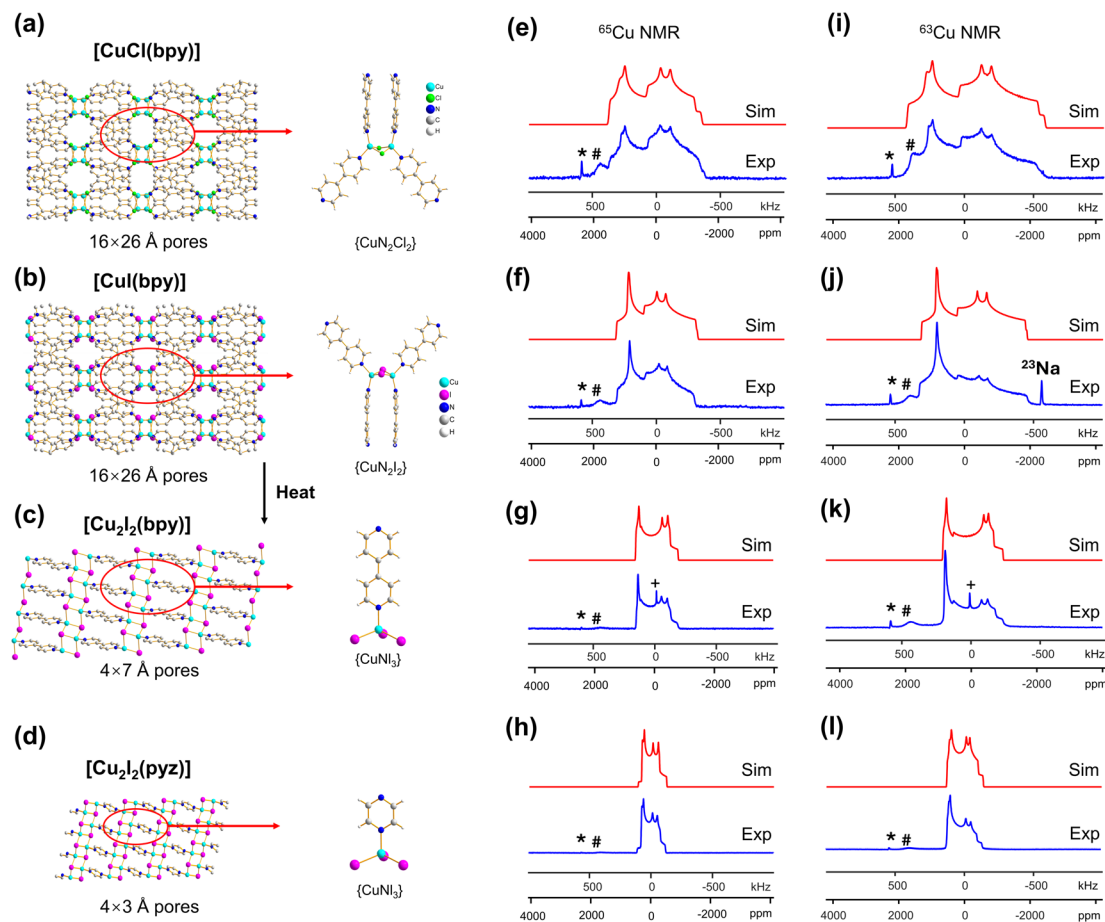 (a)
[CuCl(bpy)]
Cu
Cl
N
C
H
16×26 Å pores
{CuN₂Cl₂}
(b)
[CuI(bpy)]
Cu
I
N
C
H
16×26 Å pores
{CuN₂I₂}
Heat
(c)
[Cu₂I₂(bpy)]
4×7 Å pores
{CuNI₃}
(d)
[Cu₂I₂(pyz)]
4×3 Å pores
{CuNI₃}
(e)
⁶⁵Cu NMR
Sim
* #
Exp
500 0 -500 kHz
4000 2000 0 -2000 ppm
(f)
Sim
* #
Exp
500 0 -500 kHz
4000 2000 0 -2000 ppm
(g)
Sim
+
* #
Exp
500 0 -500 kHz
4000 2000 0 -2000 ppm
(h)
Sim
* #
Exp
500 0 -500 kHz
4000 2000 0 -2000 ppm
(i)
⁶³Cu NMR
Sim
* #
Exp
500 0 -500 kHz
4000 2000 0 -2000 ppm
(j)
Sim
²³Na
* #
Exp
500 0 -500 kHz
4000 2000 0 -2000 ppm
(k)
Sim
+
* #
Exp
500 0 -500 kHz
4000 2000 0 -2000 ppm
(l)
Sim
* #
Exp
500 0 -500 kHz
4000 2000 0 -2000 ppm